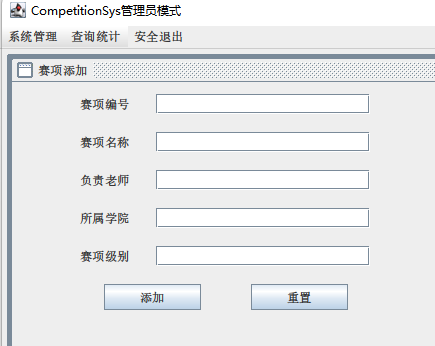 CompetitionSys管理员模式
系统管理 查询统计 安全退出
赛项添加
赛项编号
赛项名称
负责老师
所属学院
赛项级别
添加 重置